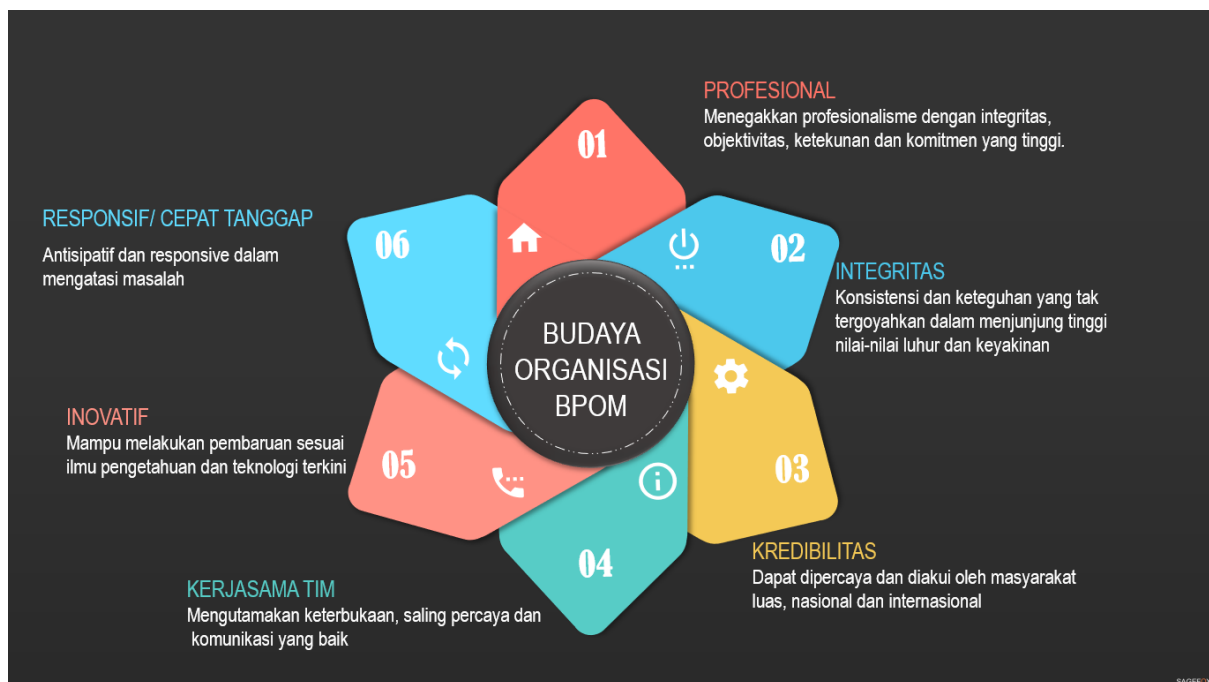 PROFESIONAL
Menegakkan profesionalisme dengan integritas,
objektivitas, ketekunan dan komitmen yang tinggi.
01
RESPONSIF/ CEPAT TANGGAP
Antisipatif dan responsive dalam
mengatasi masalah
06
02
INTEGRITAS
Konsistensi dan keteguhan yang tak
tergoyahkan dalam menjunjung tinggi
nilai-nilai luhur dan keyakinan
BUDAYA
ORGANISASI
BPOM
INOVATIF
Mampu melakukan pembaruan sesuai
ilmu pengetahuan dan teknologi terkini
05
03
KREDIBILITAS
Dapat dipercaya dan diakui oleh masyarakat
luas, nasional dan internasional
04
KERJASAMA TIM
Mengutamakan keterbukaan, saling percaya dan
komunikasi yang baik